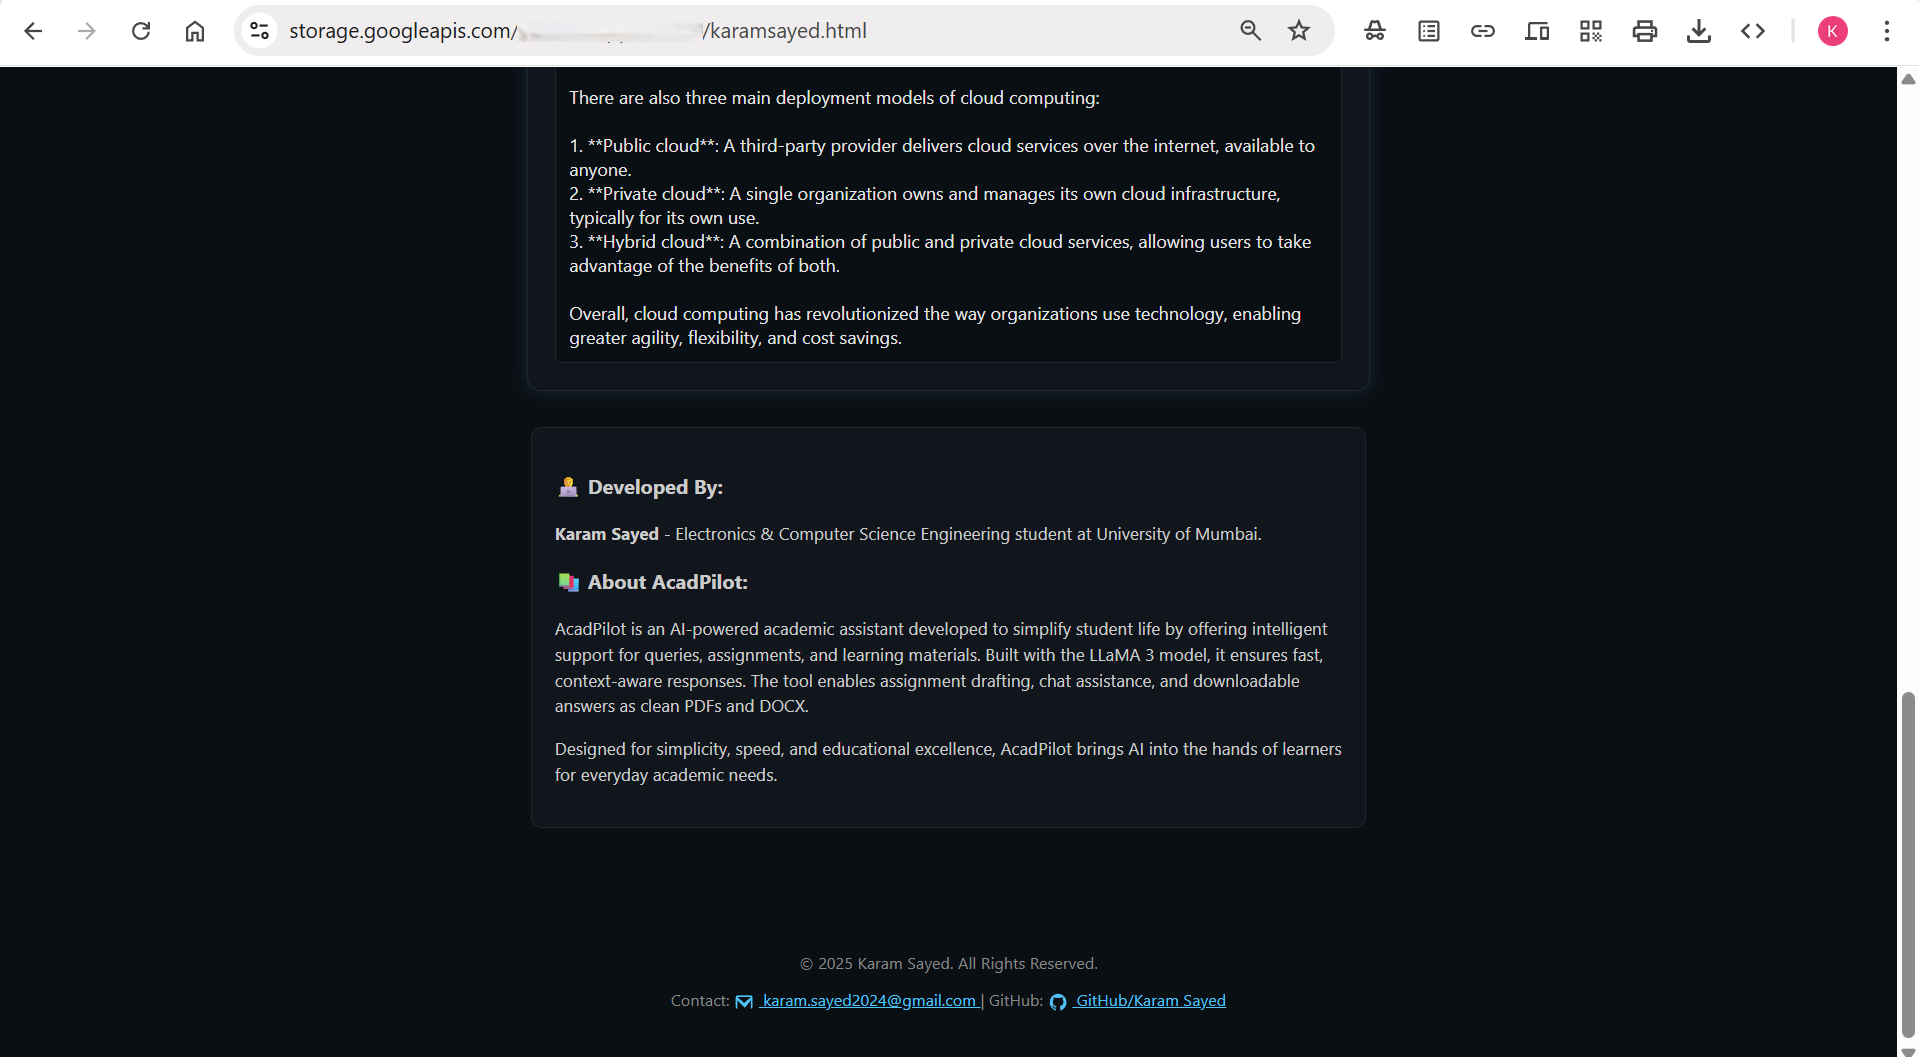 storage.googleapis.com/ /karamsayed.html
K
There are also three main deployment models of cloud computing:
1. **Public cloud**: A third-party provider delivers cloud services over the internet, available to
anyone.
2. **Private cloud**: A single organization owns and manages its own cloud infrastructure,
typically for its own use.
3. **Hybrid cloud**: A combination of public and private cloud services, allowing users to take
advantage of the benefits of both.
Overall, cloud computing has revolutionized the way organizations use technology, enabling
greater agility, flexibility, and cost savings.
Developed By:
Karam Sayed - Electronics & Computer Science Engineering student at University of Mumbai.
About AcadPilot:
AcadPilot is an AI-powered academic assistant developed to simplify student life by offering intelligent
support for queries, assignments, and learning materials. Built with the LLaMA 3 model, it ensures fast,
context-aware responses. The tool enables assignment drafting, chat assistance, and downloadable
answers as clean PDFs and DOCX.
Designed for simplicity, speed, and educational excellence, AcadPilot brings AI into the hands of learners
for everyday academic needs.
© 2025 Karam Sayed. All Rights Reserved.
Contact: karam.sayed2024@gmail.com | GitHub: GitHub/Karam Sayed